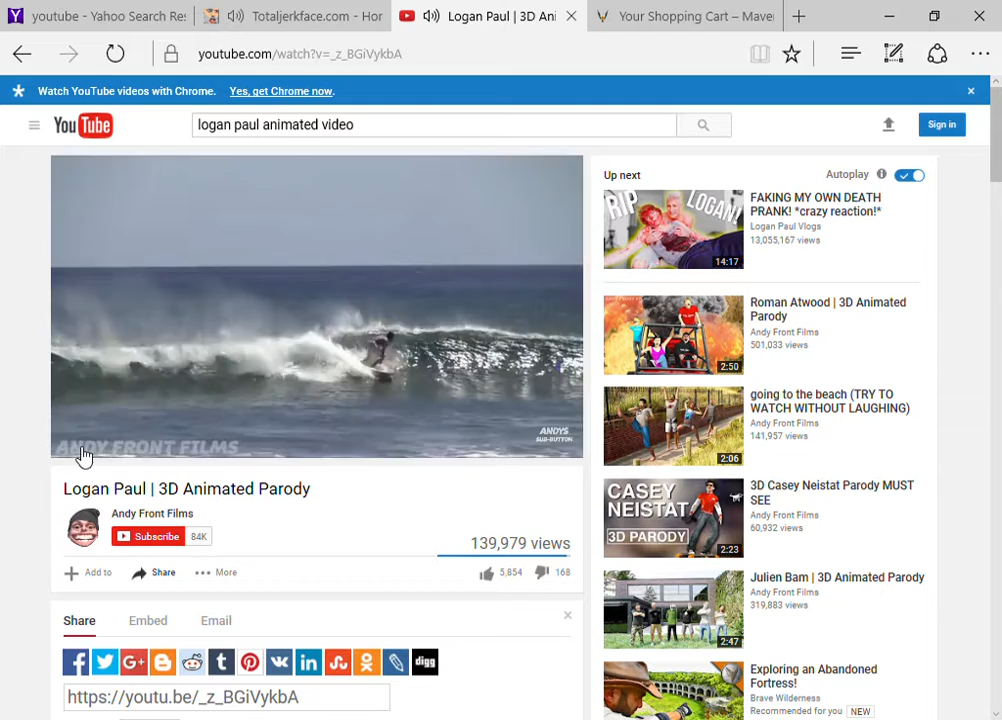 youtube - Yahoo Search Res
Totaljerkface.com - Hor
Logan Paul | 3D Ani
Your Shopping Cart – Mave
youtube.com/watch?v=_z_BGiVykbA
Watch YouTube videos with Chrome. Yes, get Chrome now.
YouTube
logan paul animated video
Sign in
ANDY FRONT FILMS
ANDYS
SUB-BUTTON
Logan Paul | 3D Animated Parody
Andy Front Films
Subscribe 84K
139,979 views
Add to
Share
More
5,854
168
Share
Embed
Email
digg
https://youtu.be/_z_BGiVykbA
Up next
Autoplay
RIP LOGAN!
14:17
FAKING MY OWN DEATH
PRANK! *crazy reaction!*
Logan Paul Vlogs
13,055,167 views
2:50
Roman Atwood | 3D Animated
Parody
Andy Front Films
501,033 views
2:06
going to the beach (TRY TO
WATCH WITHOUT LAUGHING)
Andy Front Films
141,957 views
CASEY
NEISTAT
3D PARODY
2:23
3D Casey Neistat Parody MUST
SEE
Andy Front Films
60,932 views
2:47
Julien Bam | 3D Animated Parody
Andy Front Films
319,883 views
Exploring an Abandoned
Fortress!
Brave Wilderness
Recommended for you NEW